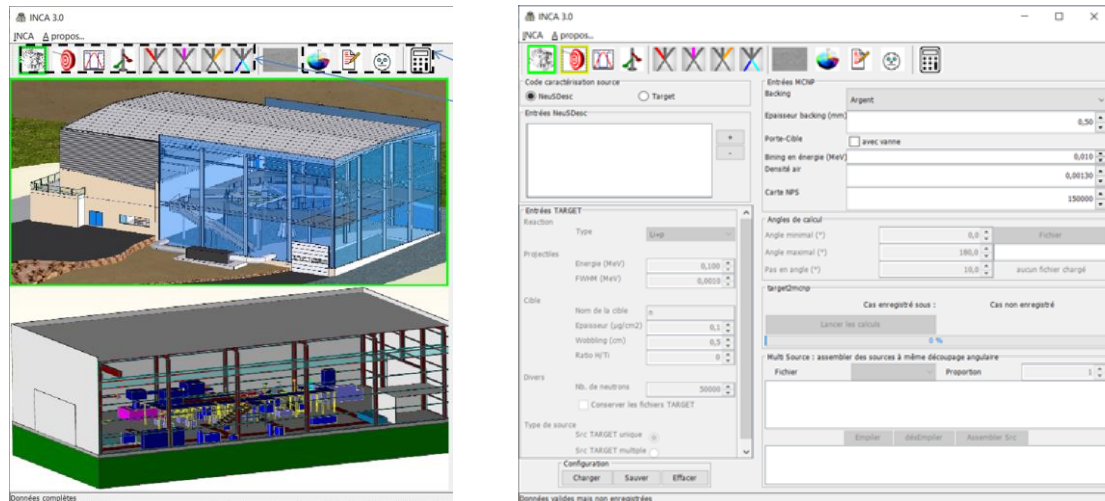 INCA 3.0
INCA A propos...
Données complètes
INCA 3.0
INCA A propos...
Code caractérisation source
NeuSDesc Target
Entrées NeuSDesc
+
-
Entrées TARGET
Reaction
Type Li+p
Projectiles
Energie (MeV) 0,100
FWHM (MeV) 0,0010
Cible
Nom de la cible n
Epaisseur (µg/cm2) 0,1
Wobbling (cm) 0,5
Ratio H/Ti 0
Divers
Nb. de neutrons 50000
Conserver les fichiers TARGET
Type de source
Src TARGET unique
Src TARGET multiple
Configuration
Charger Sauver Effacer
Données valides mais non enregistrées
Entrées MCNP
Backing Argent
Epaisseur backing (mm) 0,50
Porte-Cible avec vanne
Bining en énergie (MeV) 0,010
Densité air 0,00130
Carte NPS 150000
Angles de calcul
Angle minimal (°) 0,0 Fichier
Angle maximal (°) 180,0
Pas en angle (°) 10,0 aucun fichier chargé
target2mcnp
Cas enregistré sous : Cas non enregistré
Lancer les calculs
0 %
Multi Source : assembler des sources à même découpage angulaire
Fichier Proportion 1
Empiler désEmpiler Assembler Src